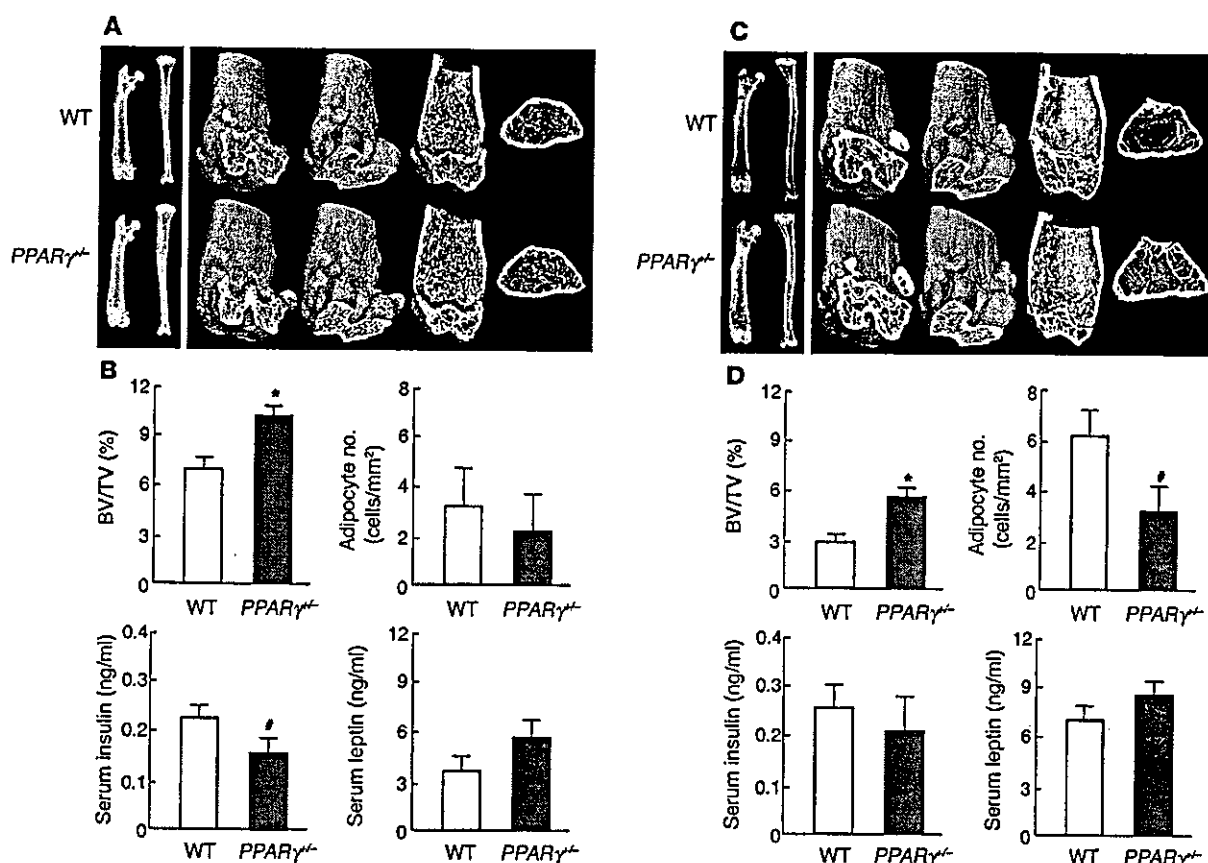 A
WT
PPARγ+/-
B
BV/TV (%)
12
9
6
3
0
WT
PPARγ+/-
*
Adipocyte no.
(cells/mm²)
8
6
4
2
0
WT
PPARγ+/-
Serum insulin (ng/ml)
0.4
0.3
0.2
0.1
0
WT
PPARγ+/-
#
Serum leptin (ng/ml)
12
9
6
3
0
WT
PPARγ+/-
C
WT
PPARγ+/-
D
BV/TV (%)
12
9
6
3
0
WT
PPARγ+/-
*
Adipocyte no.
(cells/mm²)
8
6
4
2
0
WT
PPARγ+/-
#
Serum insulin (ng/ml)
0.4
0.3
0.2
0.1
0
WT
PPARγ+/-
Serum leptin (ng/ml)
12
9
6
3
0
WT
PPARγ+/-